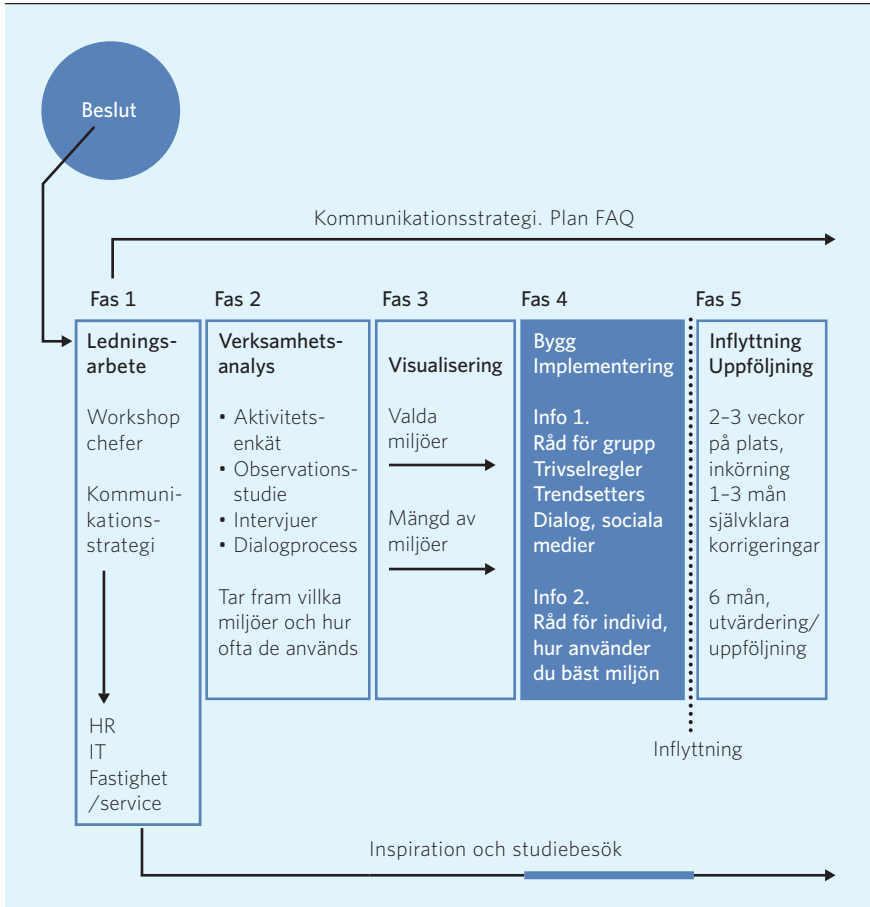 Beslut
Kommunikationsstrategi. Plan FAQ
Fas 1
Lednings-
arbete
Workshop
chefer
Kommuni-
kations-
strategi
HR
IT
Fastighet
/service
Fas 2
Verksamhets-
analys
• Aktivitets-
enkät
• Observations-
studie
• Intervjuer
• Dialogprocess
Tar fram villka
miljöer och hur
ofta de används
Fas 3
Visualisering
Valda
miljöer
Mängd av
miljöer
Fas 4
Bygg
Implementering
Info 1.
Råd för grupp
Trivselregler
Trendsetters
Dialog, sociala
medier
Info 2.
Råd för individ,
hur använder
du bäst miljön
Fas 5
Inflyttning
Uppföljning
2–3 veckor
på plats,
inkörning
1–3 mån
självklara
korrigeringar
6 mån,
utvärdering/
uppföljning
Inflyttning
Inspiration och studiebesök